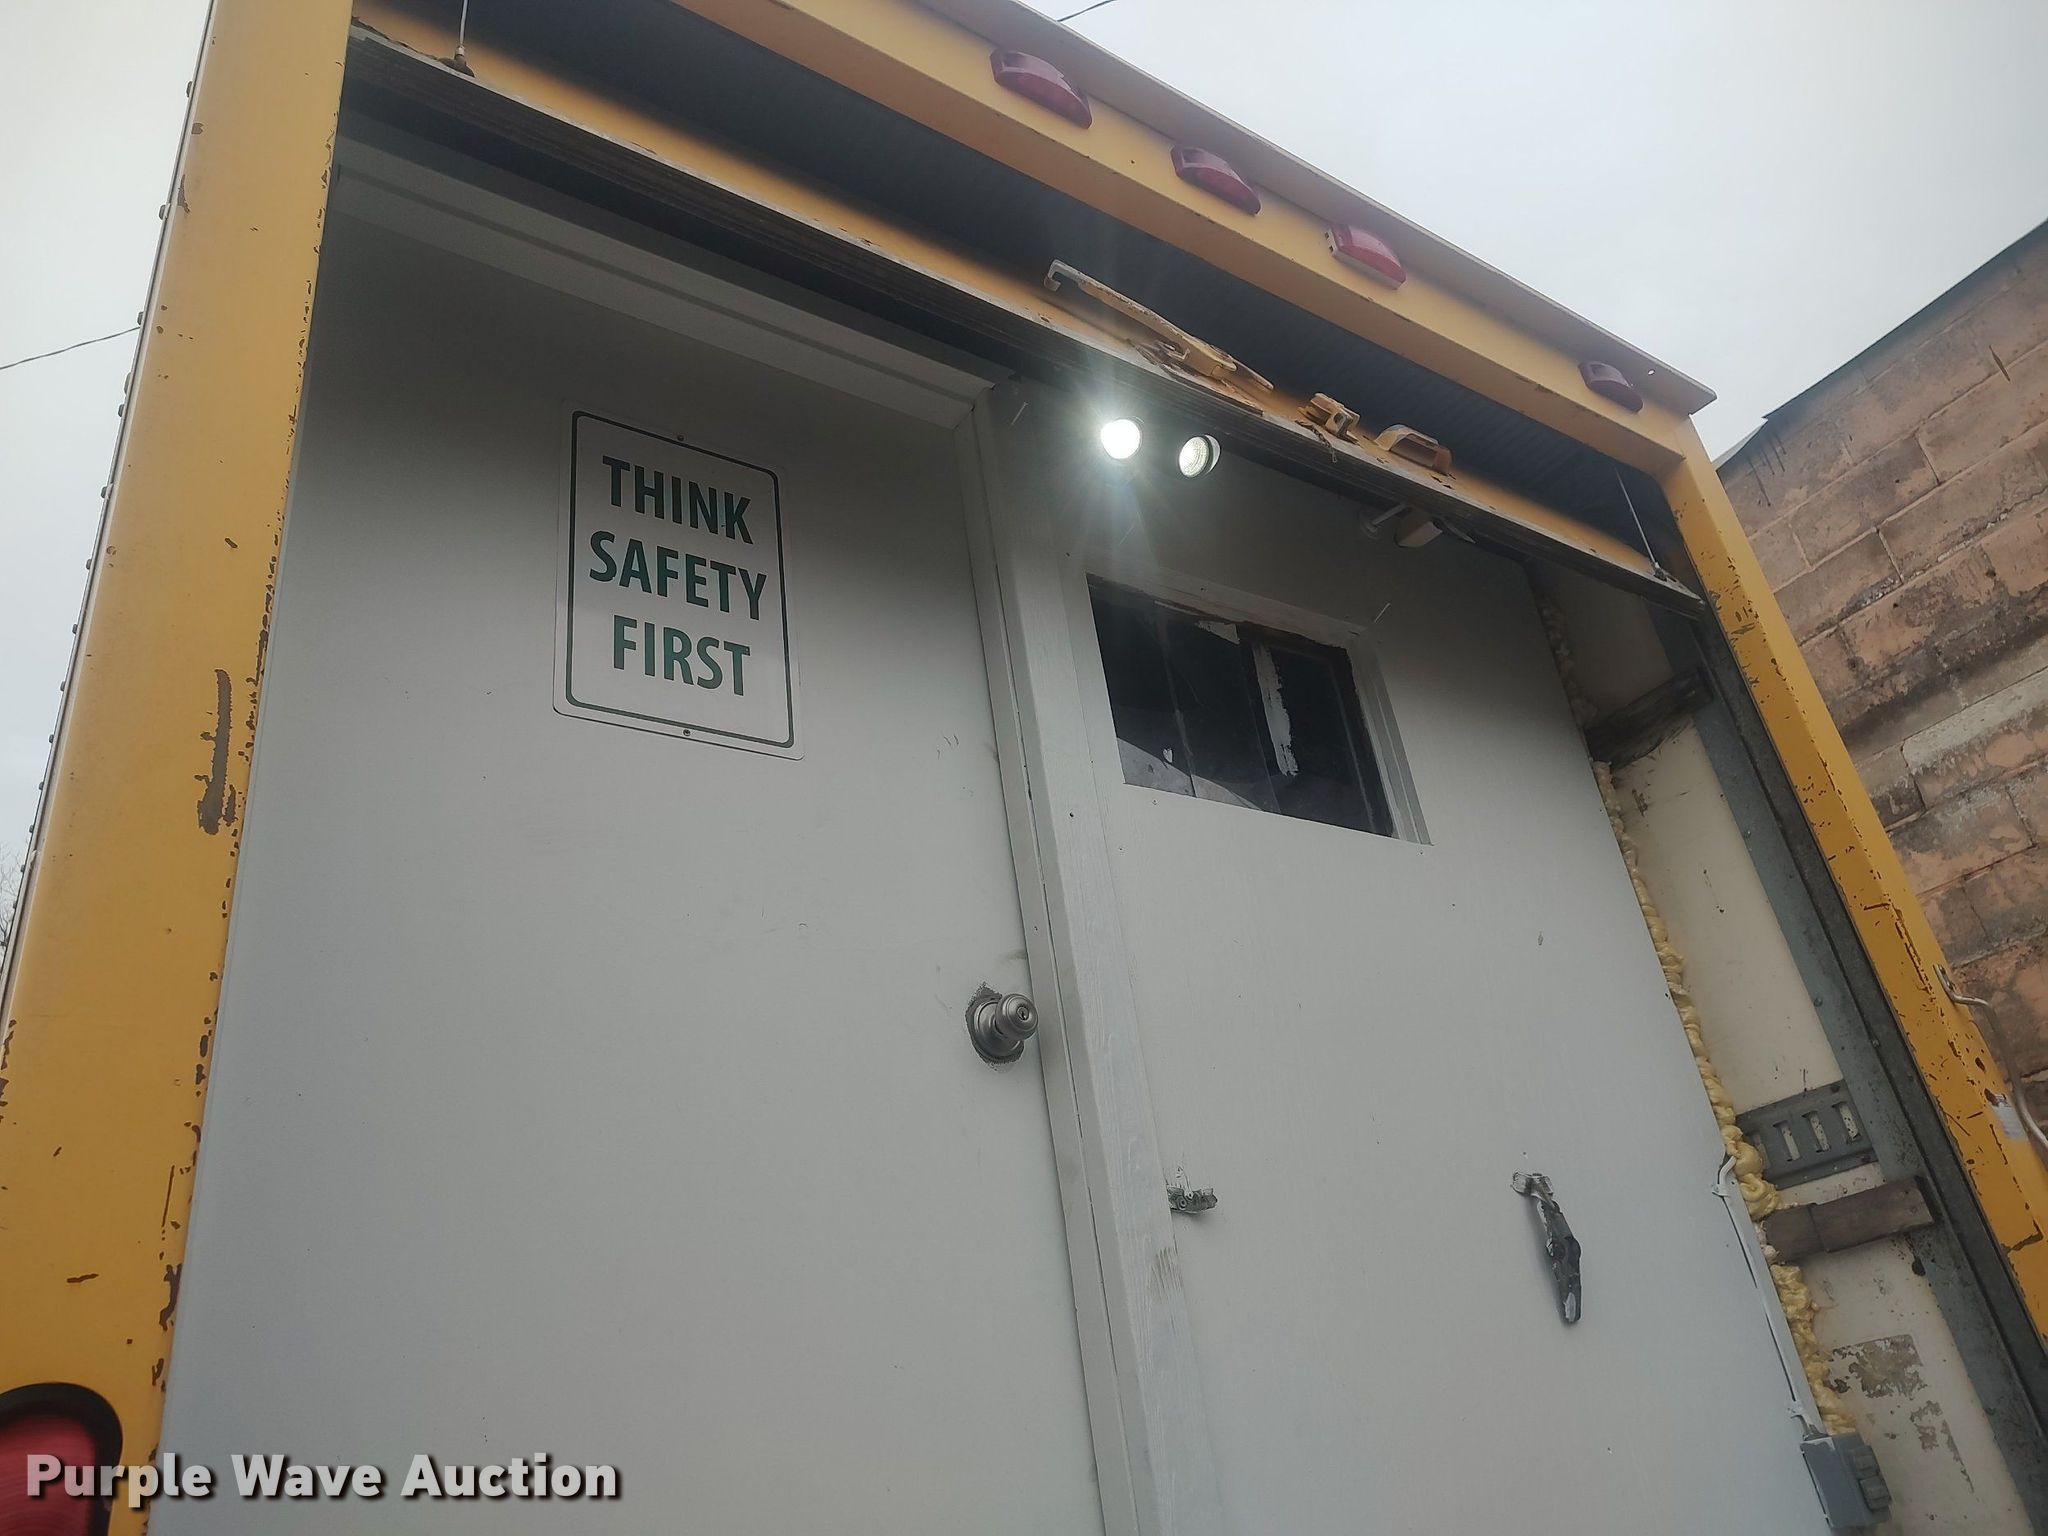 THINK
SAFETY
FIRST
Purple Wave Auction